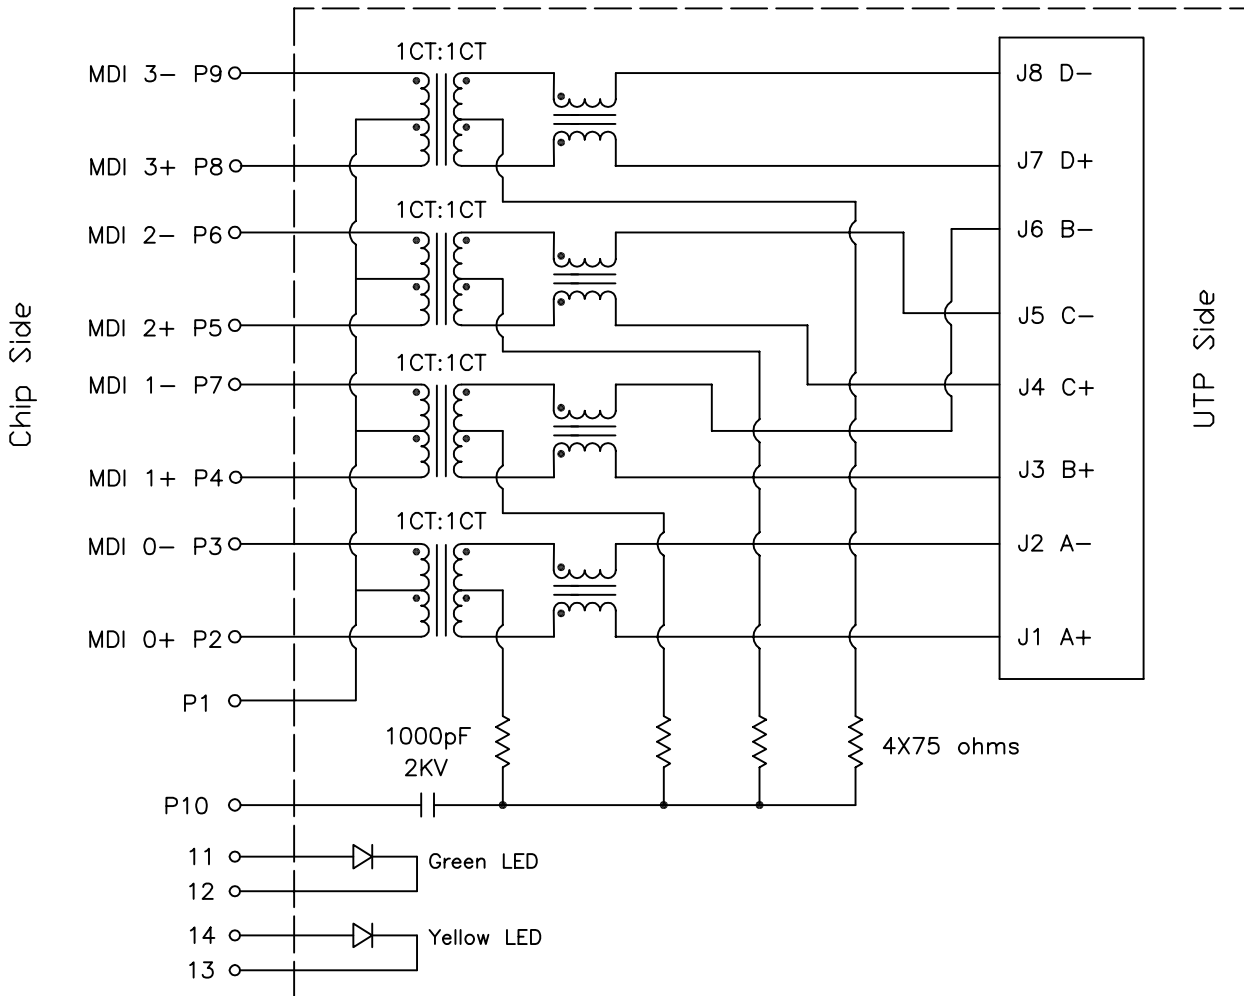 1CT:1CT
MDI 3- P9
J8 D-
MDI 3+ P8
J7 D+
1CT:1CT
MDI 2- P6
J6 B-
MDI 2+ P5
J5 C-
1CT:1CT
MDI 1- P7
J4 C+
MDI 1+ P4
J3 B+
1CT:1CT
MDI 0- P3
J2 A-
MDI 0+ P2
J1 A+
Chip Side
UTP Side
P1
1000pF
2KV
4X75 ohms
P10
11
Green LED
12
14
Yellow LED
13